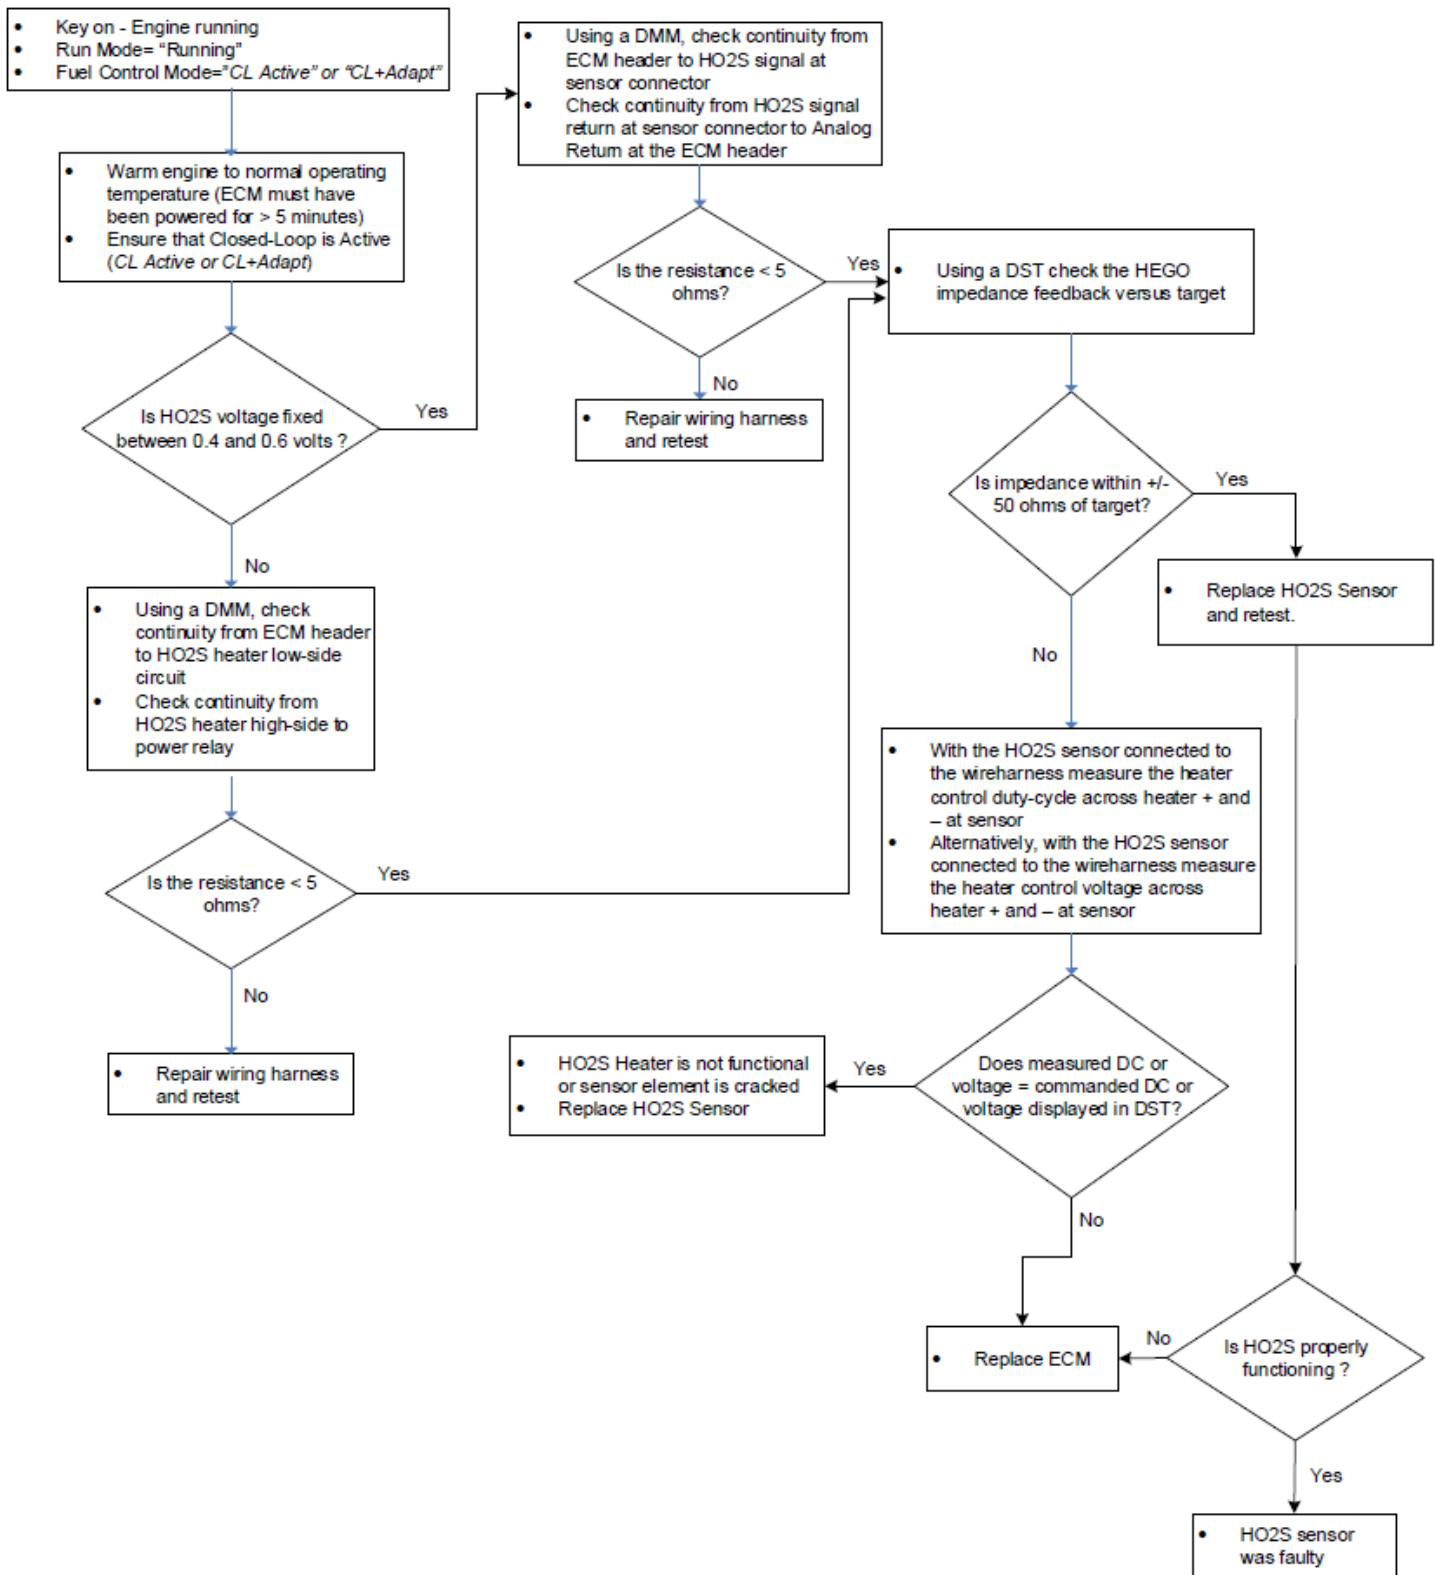 • Key on - Engine running
• Run Mode= “Running”
• Fuel Control Mode=”CL Active” or “CL+Adapt”
• Warm engine to normal operating
temperature (ECM must have
been powered for > 5 minutes)
• Ensure that Closed-Loop is Active
(CL Active or CL+Adapt)
Is HO2S voltage fixed
between 0.4 and 0.6 volts ?
Yes
No
• Using a DMM, check
continuity from ECM header
to HO2S heater low-side
circuit
• Check continuity from
HO2S heater high-side to
power relay
Is the resistance < 5
ohms?
Yes
No
• Repair wiring harness
and retest
• Using a DMM, check continuity from
ECM header to HO2S signal at
sensor connector
• Check continuity from HO2S signal
return at sensor connector to Analog
Return at the ECM header
Is the resistance < 5
ohms?
Yes
No
• Repair wiring harness
and retest
• Using a DST check the HEGO
impedance feedback versus target
Is impedance within +/-
50 ohms of target?
Yes
No
• Replace HO2S Sensor
and retest.
• With the HO2S sensor connected to
the wireharness measure the heater
control duty-cycle across heater + and
– at sensor
• Alternatively, with the HO2S sensor
connected to the wireharness measure
the heater control voltage across
heater + and – at sensor
Does measured DC or
voltage = commanded DC or
voltage displayed in DST?
Yes
No
• HO2S Heater is not functional
or sensor element is cracked
• Replace HO2S Sensor
• Replace ECM
No
Is HO2S properly
functioning ?
Yes
• HO2S sensor
was faulty